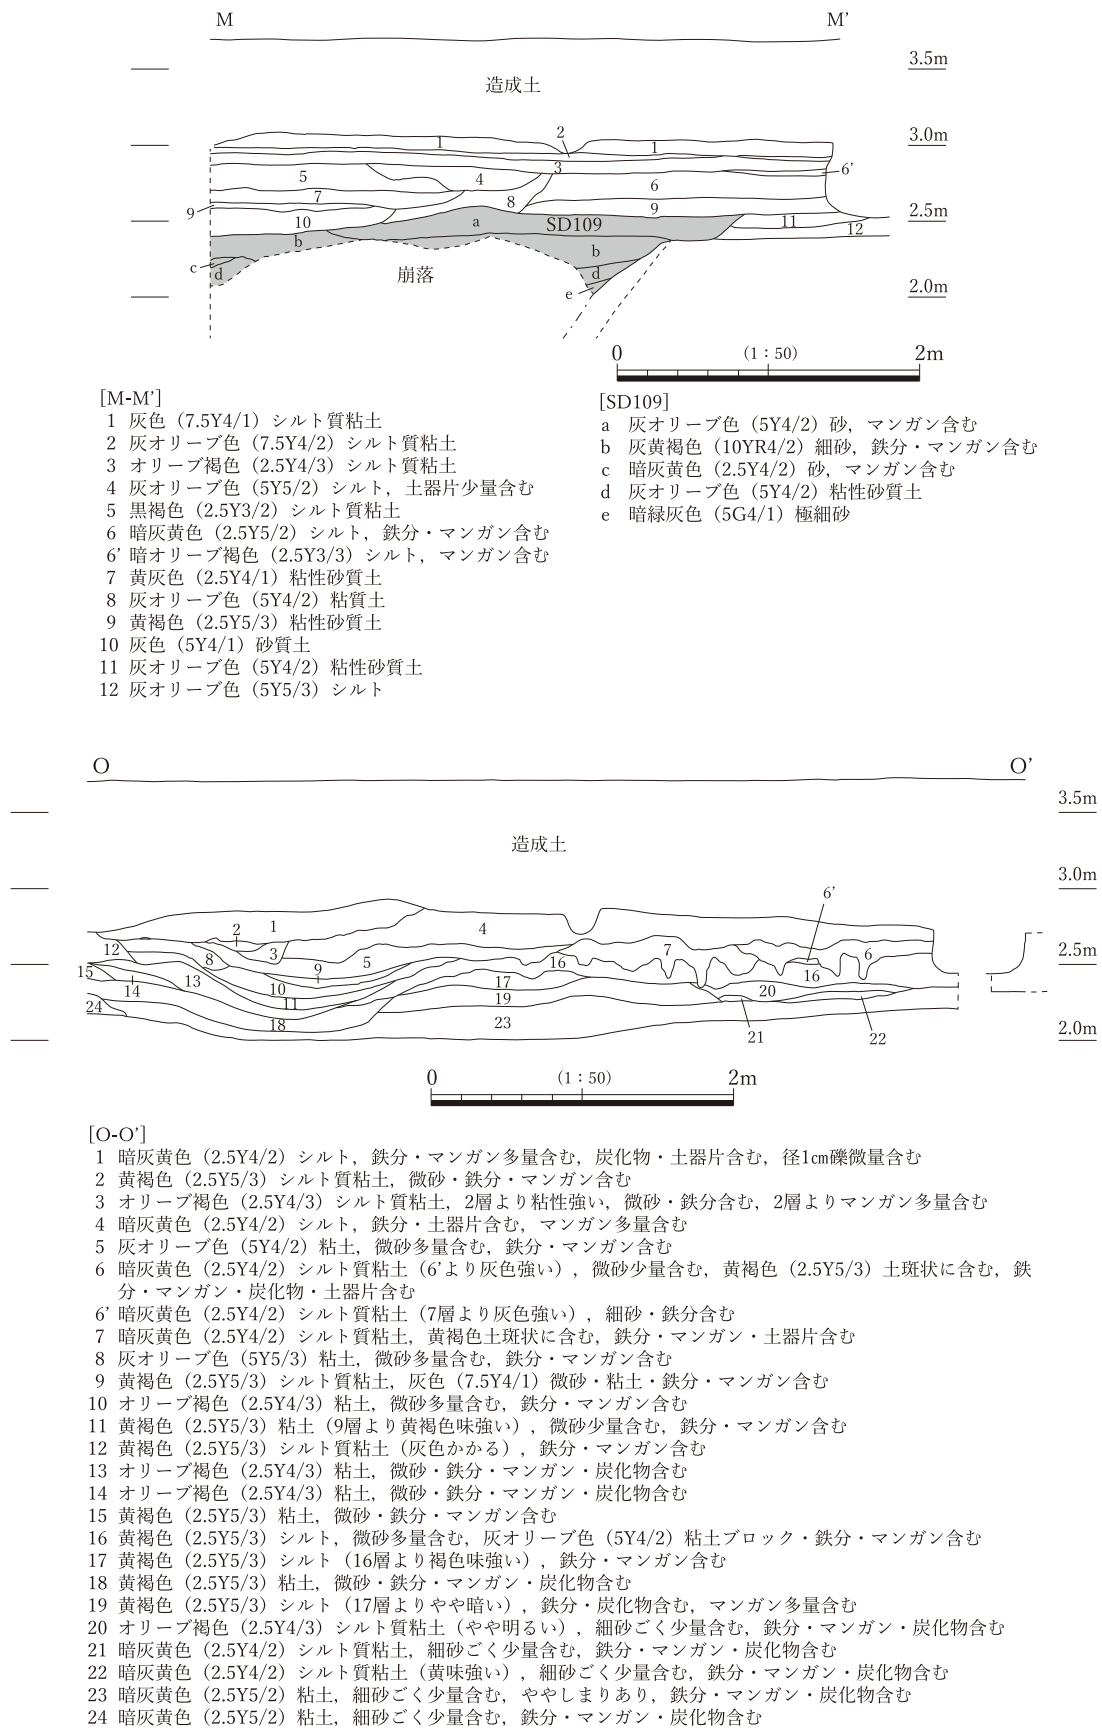 M M'
3.5m
造成土
3.0m
1 2 1
3 6'
5 4 6
7 8 9
9 2.5m
10 a SD109 11 12
b b
c d d
崩落
e 2.0m
0 (1：50) 2m
[M-M']
1 灰色（7.5Y4/1）シルト質粘土
2 灰オリーブ色（7.5Y4/2）シルト質粘土
3 オリーブ褐色（2.5Y4/3）シルト質粘土
4 灰オリーブ色（5Y5/2）シルト，土器片少量含む
5 黒褐色（2.5Y3/2）シルト質粘土
6 暗灰黄色（2.5Y5/2）シルト，鉄分・マンガン含む
6' 暗オリーブ褐色（2.5Y3/3）シルト，マンガン含む
7 黄灰色（2.5Y4/1）粘性砂質土
8 灰オリーブ色（5Y4/2）粘質土
9 黄褐色（2.5Y5/3）粘性砂質土
10 灰色（5Y4/1）砂質土
11 灰オリーブ色（5Y4/2）粘性砂質土
12 灰オリーブ色（5Y5/3）シルト
[SD109]
a 灰オリーブ色（5Y4/2）砂，マンガン含む
b 灰黄褐色（10YR4/2）細砂，鉄分・マンガン含む
c 暗灰黄色（2.5Y4/2）砂，マンガン含む
d 灰オリーブ色（5Y4/2）粘性砂質土
e 暗緑灰色（5G4/1）極細砂
O O'
3.5m
造成土
3.0m
6'
1 2 4
12 3 7 6 2.5m
8 5 16
15 9 16
13 10 17
14 11 19 20
24 18 23
21 22 2.0m
0 (1：50) 2m
[O-O']
1 暗灰黄色（2.5Y4/2）シルト，鉄分・マンガン多量含む，炭化物・土器片含む，径1㎝礫微量含む
2 黄褐色（2.5Y5/3）シルト質粘土，微砂・鉄分・マンガン含む
3 オリーブ褐色（2.5Y4/3）シルト質粘土，2層より粘性強い，微砂・鉄分含む，2層よりマンガン多量含む
4 暗灰黄色（2.5Y4/2）シルト，鉄分・土器片含む，マンガン多量含む
5 灰オリーブ色（5Y4/2）粘土，微砂多量含む，鉄分・マンガン含む
6 暗灰黄色（2.5Y4/2）シルト質粘土（6'より灰色強い），微砂少量含む，黄褐色（2.5Y5/3）土斑状に含む，鉄
分・マンガン・炭化物・土器片含む
6' 暗灰黄色（2.5Y4/2）シルト質粘土（7層より灰色強い），細砂・鉄分含む
7 暗灰黄色（2.5Y4/2）シルト質粘土，黄褐色土斑状に含む，鉄分・マンガン・土器片含む
8 灰オリーブ色（5Y5/3）粘土，微砂多量含む，鉄分・マンガン含む
9 黄褐色（2.5Y5/3）シルト質粘土，灰色（7.5Y4/1）微砂・粘土・鉄分・マンガン含む
10 オリーブ褐色（2.5Y4/3）粘土，微砂多量含む，鉄分・マンガン含む
11 黄褐色（2.5Y5/3）粘土（9層より黄褐色味強い），微砂少量含む，鉄分・マンガン含む
12 黄褐色（2.5Y5/3）シルト質粘土（灰色かかる），鉄分・マンガン含む
13 オリーブ褐色（2.5Y4/3）粘土，微砂・鉄分・マンガン・炭化物含む
14 オリーブ褐色（2.5Y4/3）粘土，微砂・鉄分・マンガン・炭化物含む
15 黄褐色（2.5Y5/3）粘土，微砂・鉄分・マンガン含む
16 黄褐色（2.5Y5/3）シルト，微砂多量含む，灰オリーブ色（5Y4/2）粘土ブロック・鉄分・マンガン含む
17 黄褐色（2.5Y5/3）シルト（16層より褐色味強い），鉄分・マンガン含む
18 黄褐色（2.5Y5/3）粘土，微砂・鉄分・マンガン・炭化物含む
19 黄褐色（2.5Y5/3）シルト（17層よりやや暗い），鉄分・炭化物含む，マンガン多量含む
20 オリーブ褐色（2.5Y4/3）シルト質粘土（やや明るい），細砂ごく少量含む，鉄分・マンガン・炭化物含む
21 暗灰黄色（2.5Y4/2）シルト質粘土，細砂ごく少量含む，鉄分・マンガン・炭化物含む
22 暗灰黄色（2.5Y4/2）シルト質粘土（黄味強い），細砂ごく少量含む，鉄分・マンガン・炭化物含む
23 暗灰黄色（2.5Y5/2）粘土，細砂ごく少量含む，ややしまりあり，鉄分・マンガン・炭化物含む
24 暗灰黄色（2.5Y5/2）粘土，細砂ごく少量含む，鉄分・マンガン・炭化物含む